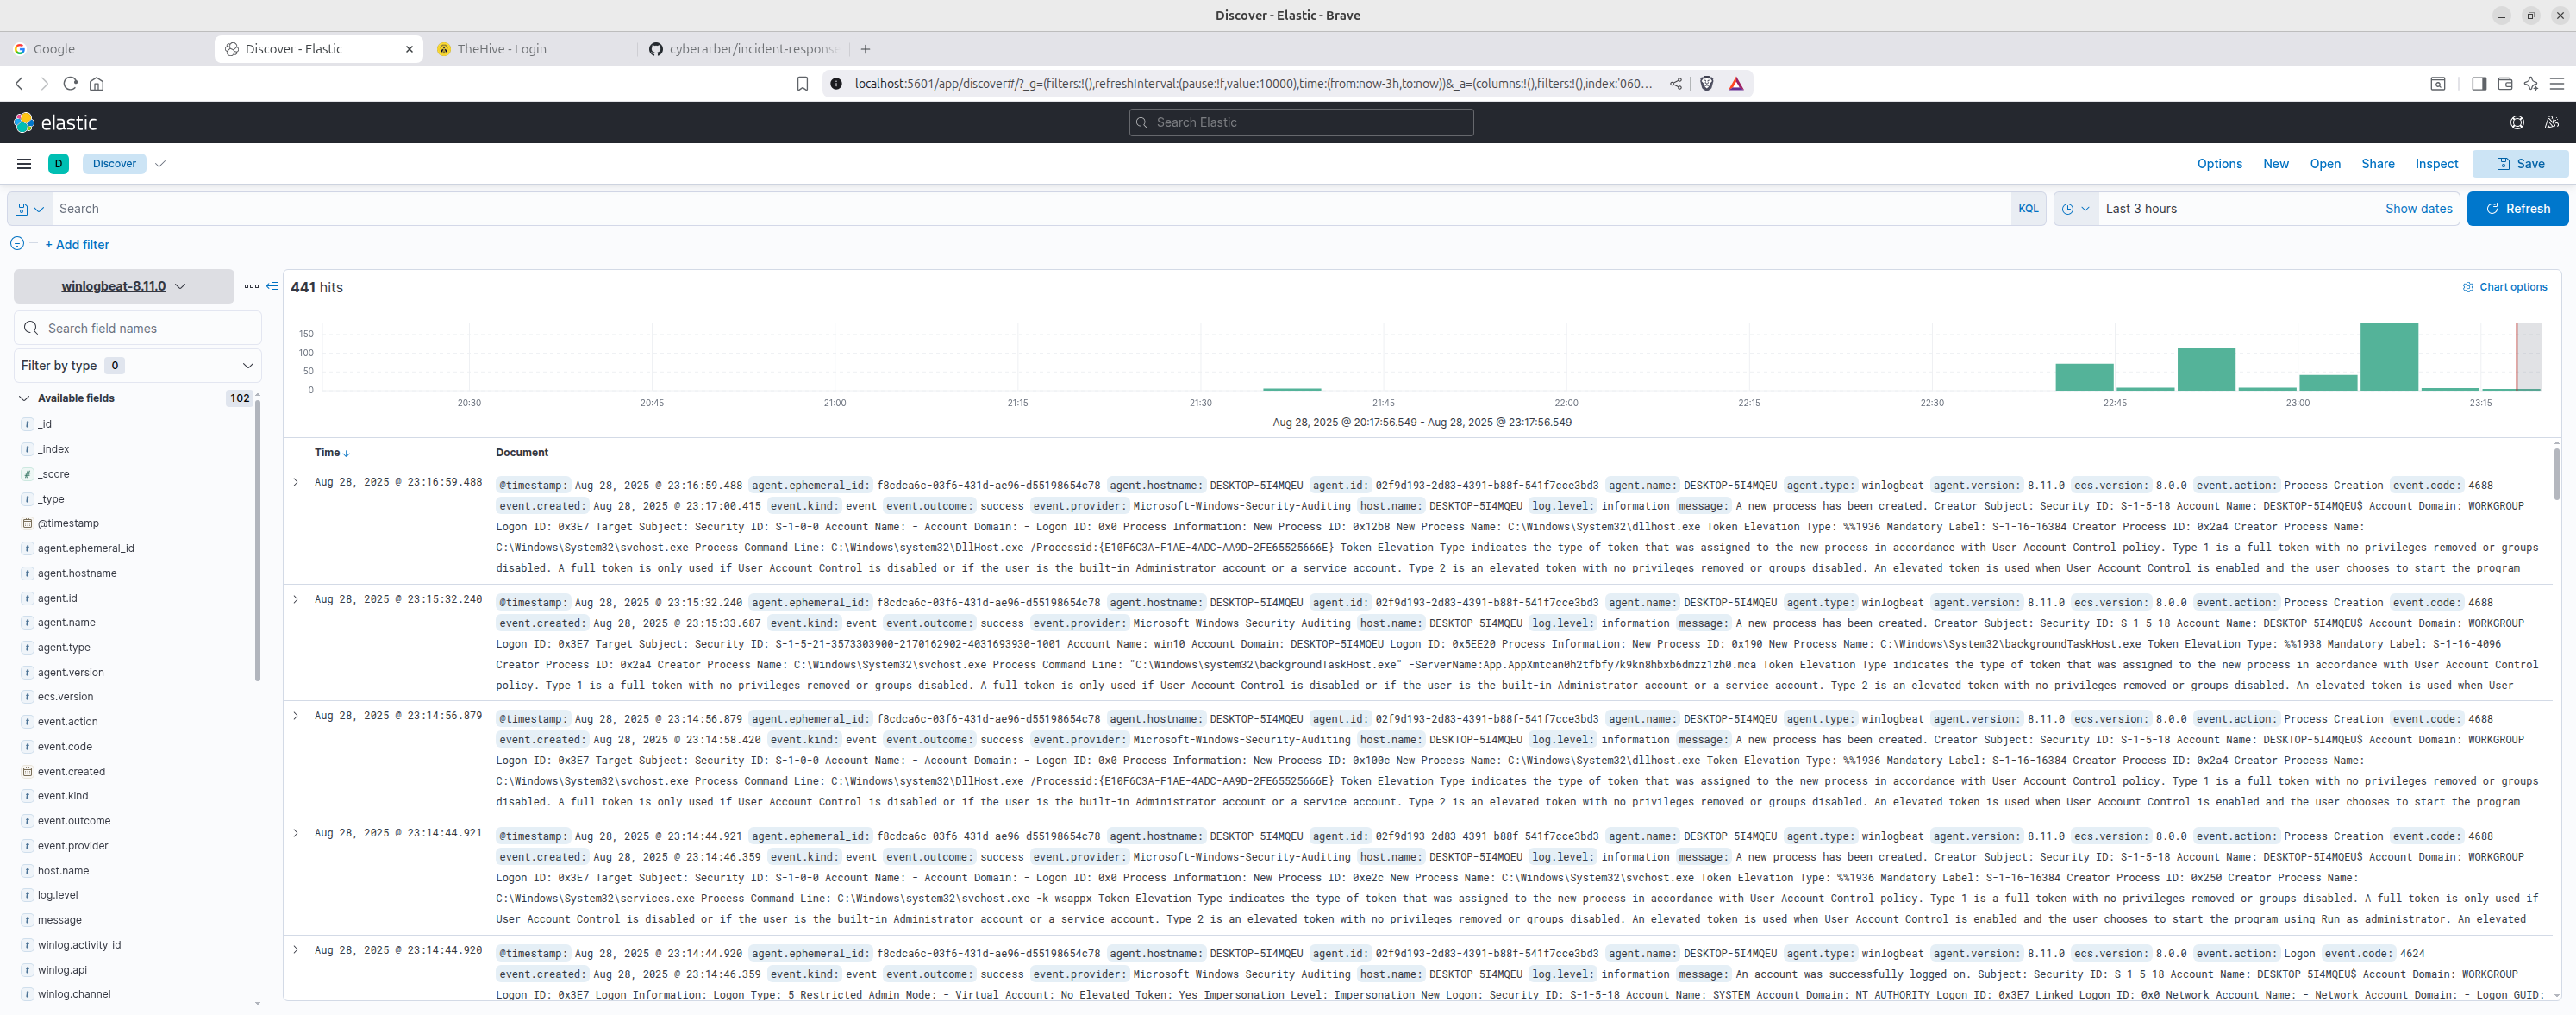 Discover - Elastic - Brave
Google
Discover - Elastic
TheHive - Login
cyberarber/incident-respons
localhost:5601/app/discover#/?_g=(filters:!(),refreshInterval:(pause:!f,value:10000),time:(from:now-3h,to:now))&_a=(columns:!(),filters:!(),index:'060...
elastic
Search Elastic
D Discover
Options New Open Share Inspect Save
Search
KQL
Last 3 hours
Show dates
Refresh
+ Add filter
winlogbeat-8.11.0
Search field names
Filter by type 0
Available fields 102
t _id
t _index
# _score
t _type
@timestamp
t agent.ephemeral_id
t agent.hostname
t agent.id
t agent.name
t agent.type
t agent.version
t ecs.version
t event.action
t event.code
event.created
t event.kind
t event.outcome
t event.provider
t host.name
t log.level
t message
t winlog.activity_id
t winlog.api
t winlog.channel
441 hits
Chart options
150
100
50
0
20:30 20:45 21:00 21:15 21:30 21:45 22:00 22:15 22:30 22:45 23:00 23:15
Aug 28, 2025 @ 20:17:56.549 - Aug 28, 2025 @ 23:17:56.549
Time Document
Aug 28, 2025 @ 23:16:59.488 @timestamp: Aug 28, 2025 @ 23:16:59.488 agent.ephemeral_id: f8cdca6c-03f6-431d-ae96-d55198654c78 agent.hostname: DESKTOP-5I4MQEU agent.id: 02f9d193-2d83-4391-b88f-541f7cce3bd3 agent.name: DESKTOP-5I4MQEU agent.type: winlogbeat agent.version: 8.11.0 ecs.version: 8.0.0 event.action: Process Creation event.code: 4688
event.created: Aug 28, 2025 @ 23:17:00.415 event.kind: event event.outcome: success event.provider: Microsoft-Windows-Security-Auditing host.name: DESKTOP-5I4MQEU log.level: information message: A new process has been created. Creator Subject: Security ID: S-1-5-18 Account Name: DESKTOP-5I4MQEU$ Account Domain: WORKGROUP
Logon ID: 0x3E7 Target Subject: Security ID: S-1-0-0 Account Name: - Account Domain: - Logon ID: 0x0 Process Information: New Process ID: 0x12b8 New Process Name: C:\Windows\System32\dllhost.exe Token Elevation Type: %%1936 Mandatory Label: S-1-16-16384 Creator Process ID: 0x2a4 Creator Process Name:
C:\Windows\System32\svchost.exe Process Command Line: C:\Windows\system32\DllHost.exe /Processid:{E10F6C3A-F1AE-4ADC-AA9D-2FE65525666E} Token Elevation Type indicates the type of token that was assigned to the new process in accordance with User Account Control policy. Type 1 is a full token with no privileges removed or groups
disabled. A full token is only used if User Account Control is disabled or if the user is the built-in Administrator account or a service account. Type 2 is an elevated token with no privileges removed or groups disabled. An elevated token is used when User Account Control is enabled and the user chooses to start the program
Aug 28, 2025 @ 23:15:32.240 @timestamp: Aug 28, 2025 @ 23:15:32.240 agent.ephemeral_id: f8cdca6c-03f6-431d-ae96-d55198654c78 agent.hostname: DESKTOP-5I4MQEU agent.id: 02f9d193-2d83-4391-b88f-541f7cce3bd3 agent.name: DESKTOP-5I4MQEU agent.type: winlogbeat agent.version: 8.11.0 ecs.version: 8.0.0 event.action: Process Creation event.code: 4688
event.created: Aug 28, 2025 @ 23:15:33.687 event.kind: event event.outcome: success event.provider: Microsoft-Windows-Security-Auditing host.name: DESKTOP-5I4MQEU log.level: information message: A new process has been created. Creator Subject: Security ID: S-1-5-18 Account Name: DESKTOP-5I4MQEU$ Account Domain: WORKGROUP
Logon ID: 0x3E7 Target Subject: Security ID: S-1-5-21-3573303900-2170162902-4031693930-1001 Account Name: win10 Account Domain: DESKTOP-5I4MQEU Logon ID: 0x5EE20 Process Information: New Process ID: 0x190 New Process Name: C:\Windows\System32\backgroundTaskHost.exe Token Elevation Type: %%1938 Mandatory Label: S-1-16-4096
Creator Process ID: 0x2a4 Creator Process Name: C:\Windows\System32\svchost.exe Process Command Line: "C:\Windows\system32\backgroundTaskHost.exe" -ServerName:App.AppXmtcan0h2tfbfy7k9kn8hbxb6dmzz1zh0.mca Token Elevation Type indicates the type of token that was assigned to the new process in accordance with User Account Control
policy. Type 1 is a full token with no privileges removed or groups disabled. A full token is only used if User Account Control is disabled or if the user is the built-in Administrator account or a service account. Type 2 is an elevated token with no privileges removed or groups disabled. An elevated token is used when User
Aug 28, 2025 @ 23:14:56.879 @timestamp: Aug 28, 2025 @ 23:14:56.879 agent.ephemeral_id: f8cdca6c-03f6-431d-ae96-d55198654c78 agent.hostname: DESKTOP-5I4MQEU agent.id: 02f9d193-2d83-4391-b88f-541f7cce3bd3 agent.name: DESKTOP-5I4MQEU agent.type: winlogbeat agent.version: 8.11.0 ecs.version: 8.0.0 event.action: Process Creation event.code: 4688
event.created: Aug 28, 2025 @ 23:14:58.420 event.kind: event event.outcome: success event.provider: Microsoft-Windows-Security-Auditing host.name: DESKTOP-5I4MQEU log.level: information message: A new process has been created. Creator Subject: Security ID: S-1-5-18 Account Name: DESKTOP-5I4MQEU$ Account Domain: WORKGROUP
Logon ID: 0x3E7 Target Subject: Security ID: S-1-0-0 Account Name: - Account Domain: - Logon ID: 0x0 Process Information: New Process ID: 0x100c New Process Name: C:\Windows\System32\dllhost.exe Token Elevation Type: %%1936 Mandatory Label: S-1-16-16384 Creator Process ID: 0x2a4 Creator Process Name:
C:\Windows\System32\svchost.exe Process Command Line: C:\Windows\system32\DllHost.exe /Processid:{E10F6C3A-F1AE-4ADC-AA9D-2FE65525666E} Token Elevation Type indicates the type of token that was assigned to the new process in accordance with User Account Control policy. Type 1 is a full token with no privileges removed or groups
disabled. A full token is only used if User Account Control is disabled or if the user is the built-in Administrator account or a service account. Type 2 is an elevated token with no privileges removed or groups disabled. An elevated token is used when User Account Control is enabled and the user chooses to start the program
Aug 28, 2025 @ 23:14:44.921 @timestamp: Aug 28, 2025 @ 23:14:44.921 agent.ephemeral_id: f8cdca6c-03f6-431d-ae96-d55198654c78 agent.hostname: DESKTOP-5I4MQEU agent.id: 02f9d193-2d83-4391-b88f-541f7cce3bd3 agent.name: DESKTOP-5I4MQEU agent.type: winlogbeat agent.version: 8.11.0 ecs.version: 8.0.0 event.action: Process Creation event.code: 4688
event.created: Aug 28, 2025 @ 23:14:46.359 event.kind: event event.outcome: success event.provider: Microsoft-Windows-Security-Auditing host.name: DESKTOP-5I4MQEU log.level: information message: A new process has been created. Creator Subject: Security ID: S-1-5-18 Account Name: DESKTOP-5I4MQEU$ Account Domain: WORKGROUP
Logon ID: 0x3E7 Target Subject: Security ID: S-1-0-0 Account Name: - Account Domain: - Logon ID: 0x0 Process Information: New Process ID: 0xe2c New Process Name: C:\Windows\System32\svchost.exe Token Elevation Type: %%1936 Mandatory Label: S-1-16-16384 Creator Process ID: 0x250 Creator Process Name:
C:\Windows\System32\services.exe Process Command Line: C:\Windows\system32\svchost.exe -k wsappx Token Elevation Type indicates the type of token that was assigned to the new process in accordance with User Account Control policy. Type 1 is a full token with no privileges removed or groups disabled. A full token is only used if
User Account Control is disabled or if the user is the built-in Administrator account or a service account. Type 2 is an elevated token with no privileges removed or groups disabled. An elevated token is used when User Account Control is enabled and the user chooses to start the program using Run as administrator. An elevated
Aug 28, 2025 @ 23:14:44.920 @timestamp: Aug 28, 2025 @ 23:14:44.920 agent.ephemeral_id: f8cdca6c-03f6-431d-ae96-d55198654c78 agent.hostname: DESKTOP-5I4MQEU agent.id: 02f9d193-2d83-4391-b88f-541f7cce3bd3 agent.name: DESKTOP-5I4MQEU agent.type: winlogbeat agent.version: 8.11.0 ecs.version: 8.0.0 event.action: Logon event.code: 4624
event.created: Aug 28, 2025 @ 23:14:46.359 event.kind: event event.outcome: success event.provider: Microsoft-Windows-Security-Auditing host.name: DESKTOP-5I4MQEU log.level: information message: An account was successfully logged on. Subject: Security ID: S-1-5-18 Account Name: DESKTOP-5I4MQEU$ Account Domain: WORKGROUP
Logon ID: 0x3E7 Logon Information: Logon Type: 5 Restricted Admin Mode: - Virtual Account: No Elevated Token: Yes Impersonation Level: Impersonation New Logon: Security ID: S-1-5-18 Account Name: SYSTEM Account Domain: NT AUTHORITY Logon ID: 0x3E7 Linked Logon ID: 0x0 Network Account Name: - Network Account Domain: - Logon GUID: